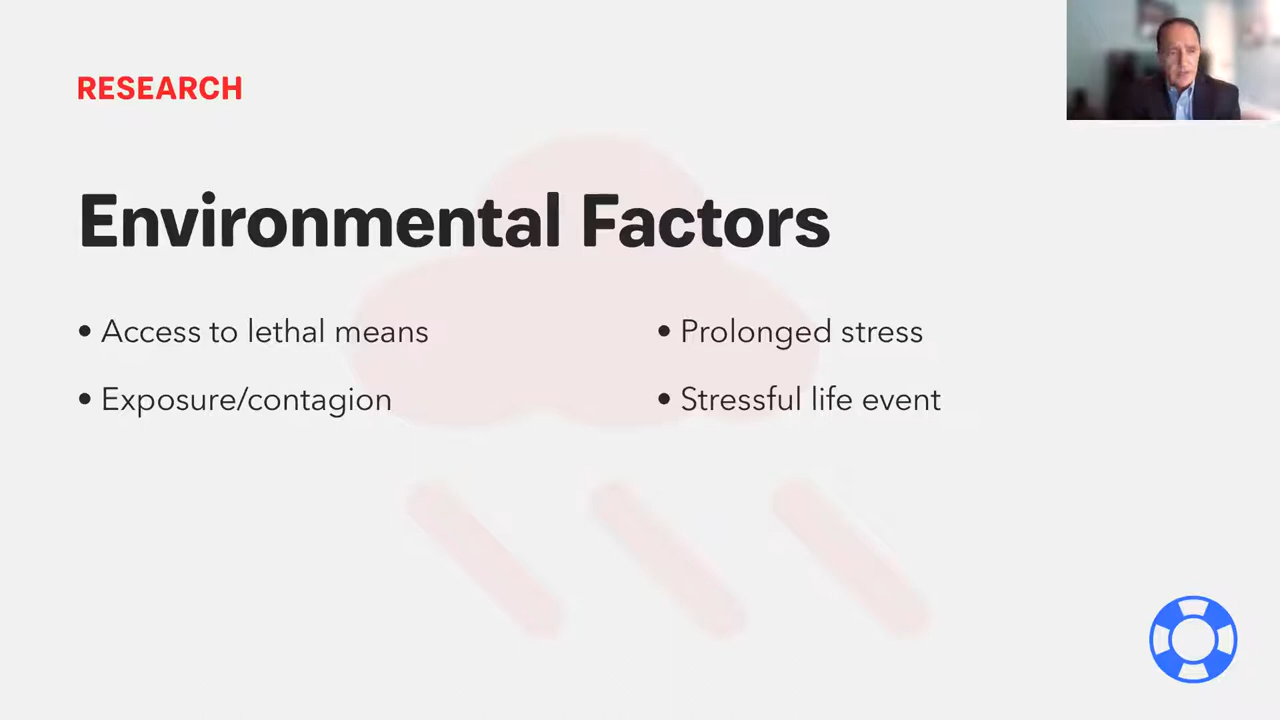 RESEARCH
Environmental Factors
• Access to lethal means
• Exposure/contagion
• Prolonged stress
• Stressful life event